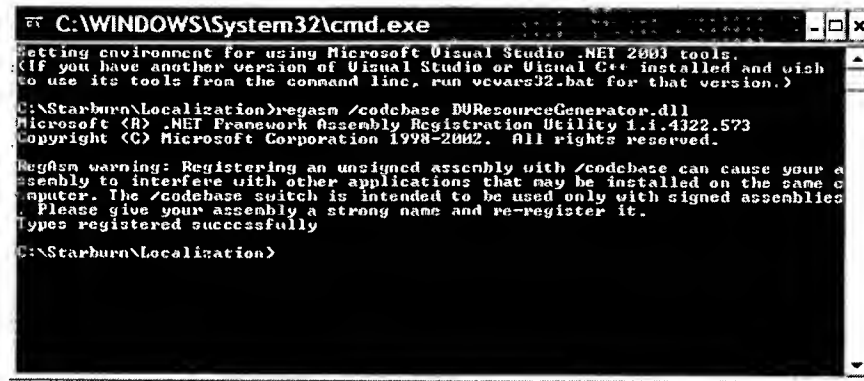 C:\WINDOWS\System32\cmd.exe
Setting environment for using Microsoft Visual Studio .NET 2003 tools.
(If you have another version of Visual Studio or Visual C++ installed and wish
to use its tools from the command line, run vcvars32.bat for that version.)
C:\Starburn\Localization>regasm /codebase DVResourceGenerator.dll
Microsoft (R) .NET Framework Assembly Registration Utility 1.1.4322.573
Copyright (C) Microsoft Corporation 1998-2002. All rights reserved.
RegAsm warning: Registering an unsigned assembly with /codebase can cause your a
ssembly to interfere with other applications that may be installed on the same c
omputer. The /codebase switch is intended to be used only with signed assemblies
. Please give your assembly a strong name and re-register it.
Types registered successfully
C:\Starburn\Localization>